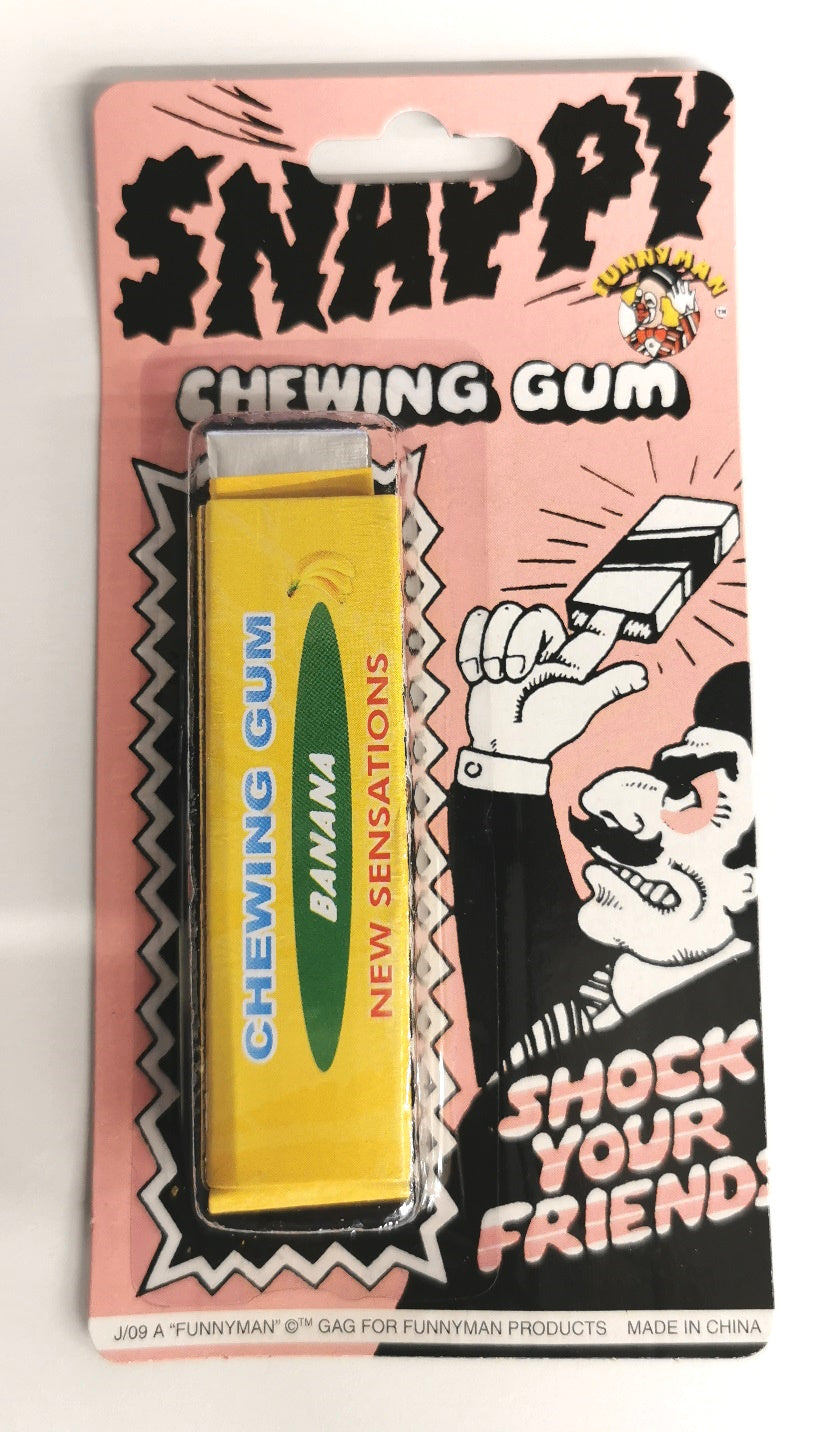 SNAPPY
FUNNYMAN
TM
CHEWING GUM
CHEWING GUM
BANANA
NEW SENSATIONS
SHOCK
YOUR
FRIENDS
J/09 A “FUNNYMAN” ©™ GAG FOR FUNNYMAN PRODUCTS MADE IN CHINA